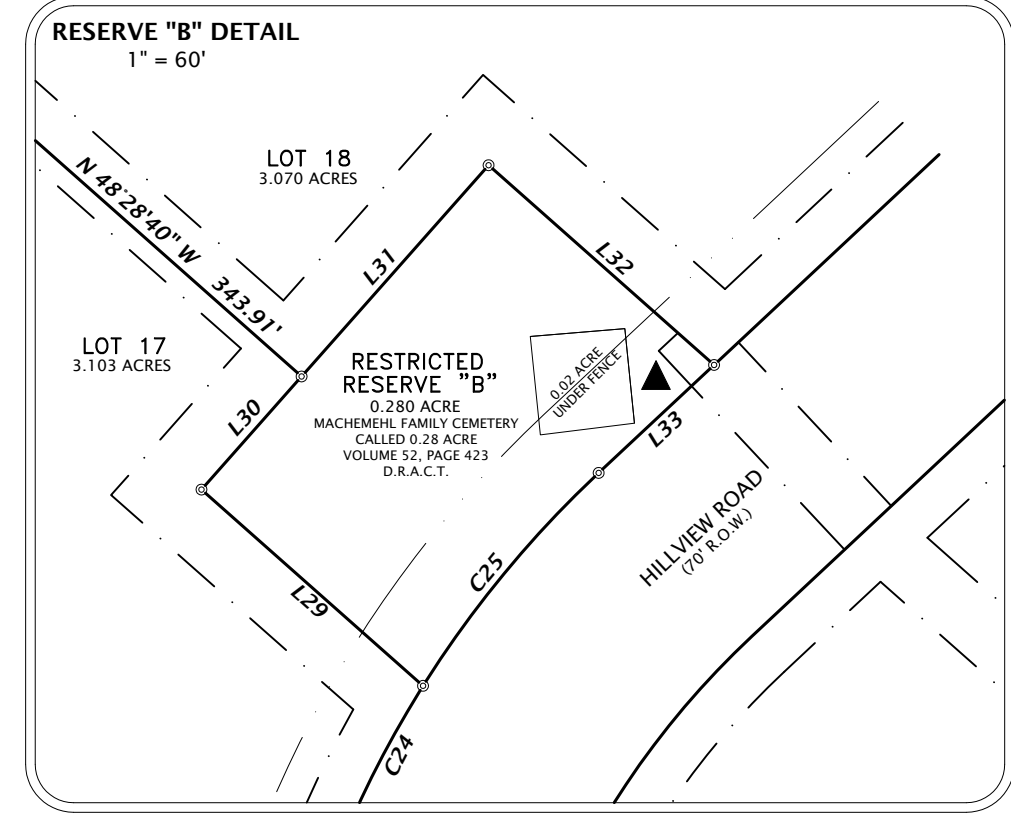 RESERVE "B" DETAIL
1" = 60'
LOT 18
3.070 ACRES
N 48°28'40" W 343.91'
L31
L32
LOT 17
3.103 ACRES
RESTRICTED
RESERVE "B"
0.280 ACRE
MACHEMEHL FAMILY CEMETERY
CALLED 0.28 ACRE
VOLUME 52, PAGE 423
D.R.A.C.T.
0.02 ACRE
UNDER FENCE
L30
L33
HILLVIEW ROAD
(70' R.O.W.)
C25
L29
C24